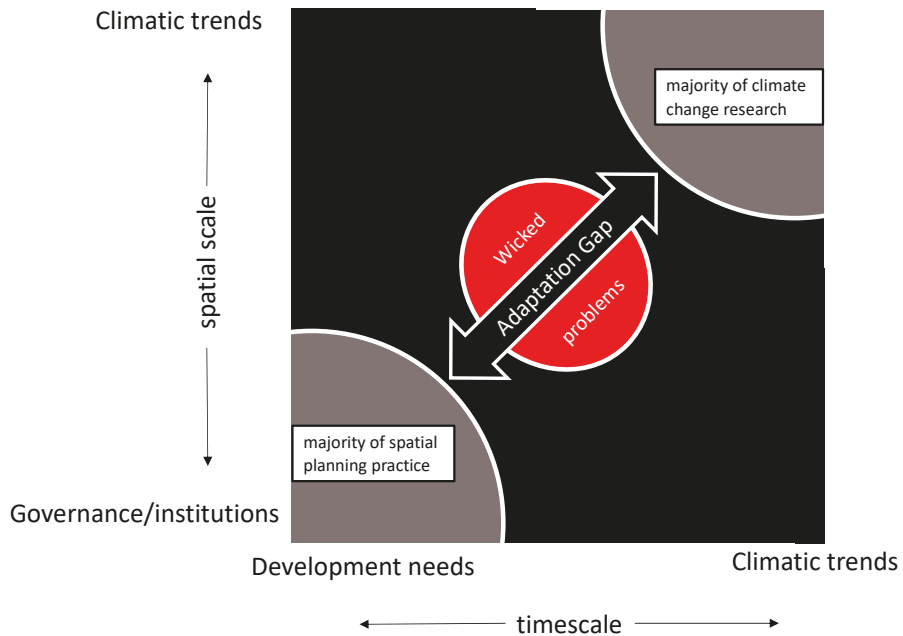 Climatic trends
majority of climate
change research
spatial scale
Wicked
Adaptation Gap
problems
majority of spatial
planning practice
Governance/institutions
Development needs
Climatic trends
timescale